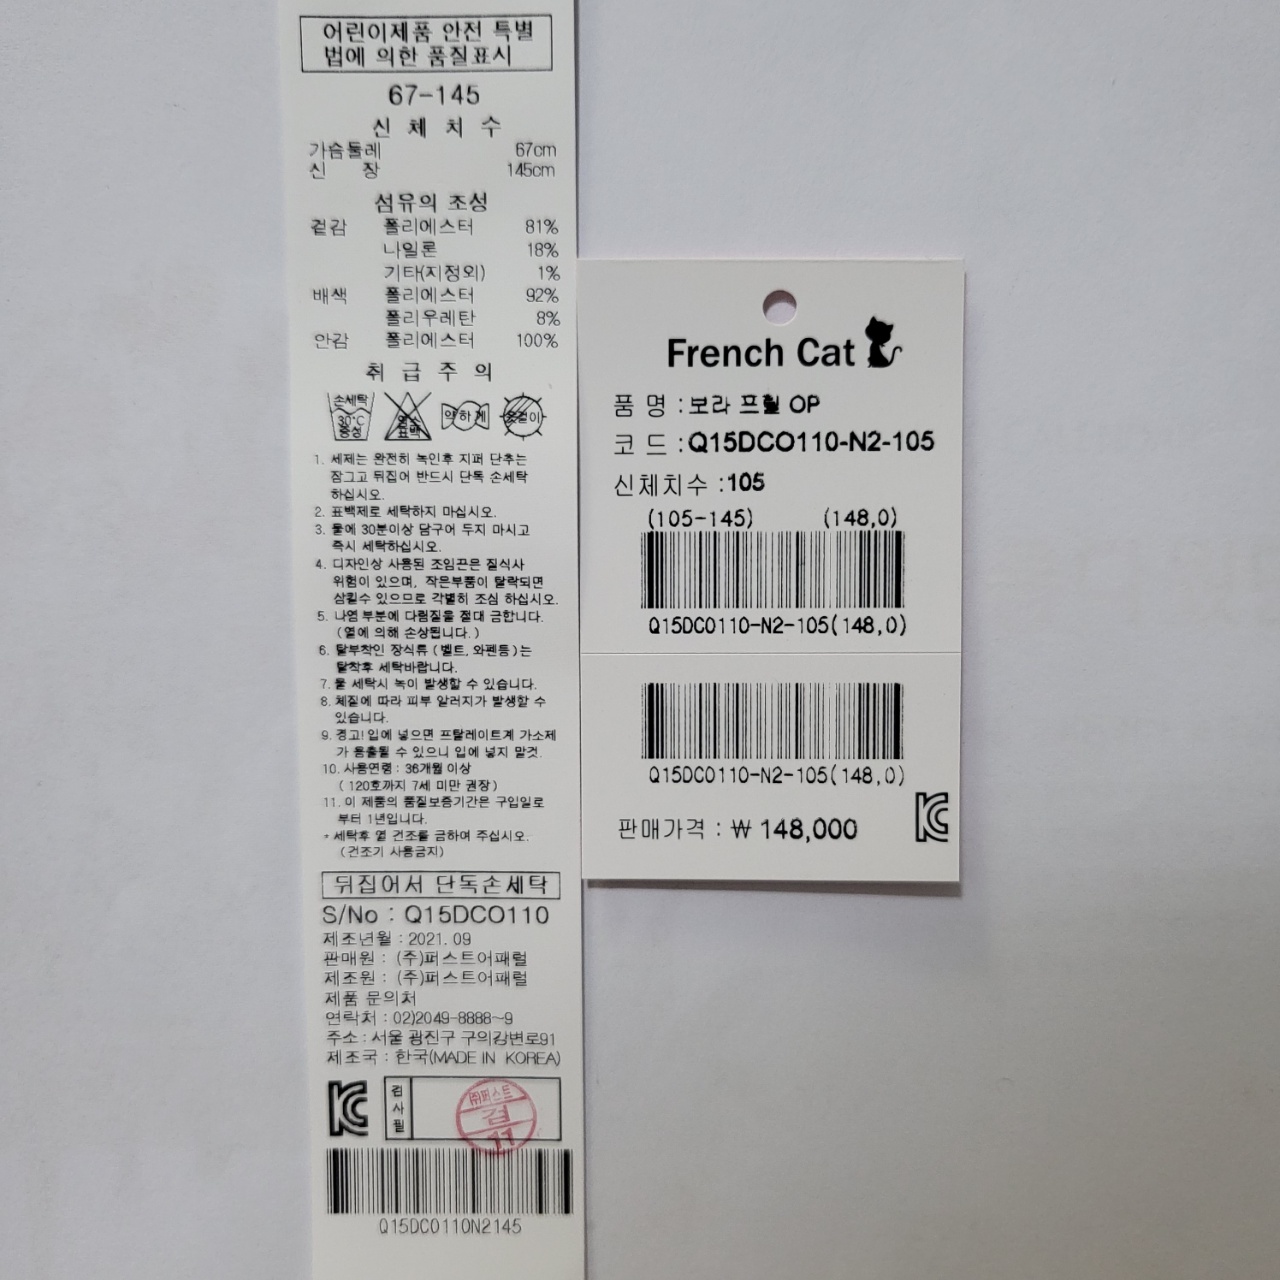 어린이제품 안전 특별
법에 의한 품질표시
67-145
신 체 치 수
가슴둘레 67cm
신 장 145cm
섬유의 조성
겉감 폴리에스터 81%
나일론 18%
기타(지정외) 1%
배색 폴리에스터 92%
폴리우레탄 8%
안감 폴리에스터 100%
취 급 주 의
손세탁
30°C
중성
염소
표백
약하게
옷걸이
1. 세제는 완전히 녹인후 지퍼 단추는
잠그고 뒤집어 반드시 단독 손세탁
하십시오.
2. 표백제로 세탁하지 마십시오.
3. 물에 30분이상 담구어 두지 마시고
즉시 세탁하십시오.
4. 디자인상 사용된 조임끈은 질식사
위험이 있으며, 작은부품이 탈락되면
삼킬수 있으므로 각별히 조심 하십시오.
5. 나염 부분에 다림질을 절대 금합니다.
(열에 의해 손상됩니다.)
6. 탈부착인 장식류 (벨트, 와펜등)는
탈착후 세탁바랍니다.
7. 물 세탁시 녹이 발생할 수 있습니다.
8. 체질에 따라 피부 알러지가 발생할 수
있습니다.
9. 경고! 입에 넣으면 프탈레이트계 가소제
가 용출될 수 있으니 입에 넣지 말것.
10. 사용연령 : 36개월 이상
( 120호까지 7세 미만 권장)
11. 이 제품의 품질보증기간은 구입일로
부터 1년입니다.
* 세탁후 열 건조를 금하여 주십시오.
(건조기 사용금지)
뒤집어서 단독손세탁
S/No : Q15DCO110
제조년월 : 2021. 09
판매원 : (주)퍼스트어패럴
제조원 : (주)퍼스트어패럴
제품 문의처
연락처 : 02)2049-8888~9
주소 : 서울 광진구 구의강변로91
제조국 : 한국(MADE IN KOREA)
검사필
㈜퍼스트
검
11
Q15DCO110N2145
French Cat
품 명 : 보라 프릴 OP
코 드 : Q15DCO110-N2-105
신체치수 : 105
(105-145) (148,0)
Q15DCO110-N2-105(148,0)
Q15DCO110-N2-105(148,0)
판매가격 : ₩ 148,000